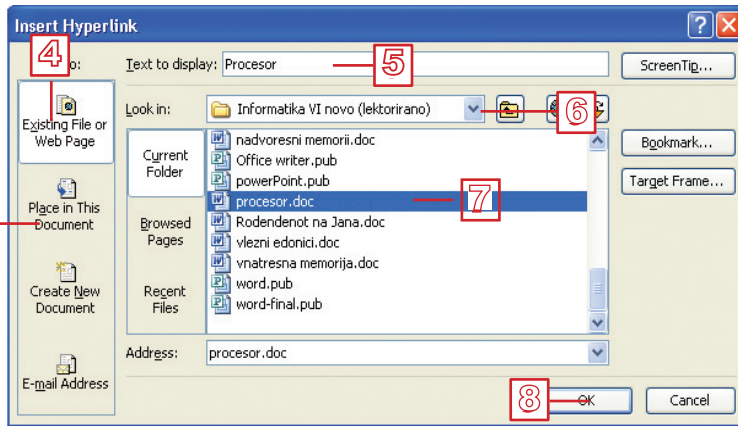 Insert Hyperlink
4
o:
Text to display: Procesor
5
ScreenTip...
Existing File or
Web Page
Look in:
Informatika VI novo (lektorirano)
6
Current
Folder
nadvoresni memorii.doc
Office writer.pub
powerPoint.pub
procesor.doc
7
Rodendenot na Jana.doc
vlezni edonici.doc
vnatresna memorija.doc
word.pub
word-final.pub
Bookmark...
Target Frame...
Place in This
Document
Browsed
Pages
Create New
Document
Recent
Files
Address:
procesor.doc
E-mail Address
8
OK
Cancel